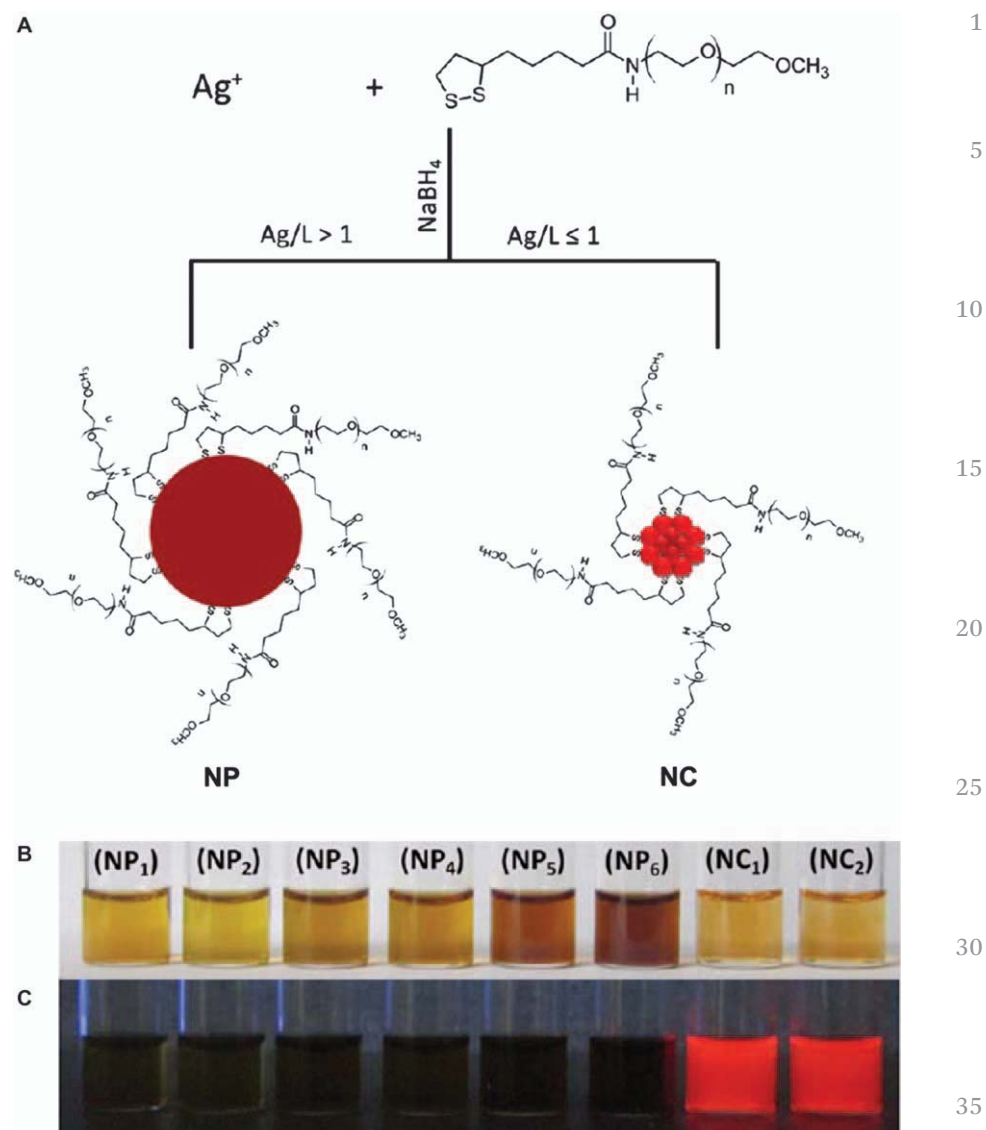 A
1
Ag⁺ + S S O N H O n OCH₃
5
NaBH₄
Ag/L > 1 Ag/L ≤ 1
10
15
20
NP NC
25
B (NP₁) (NP₂) (NP₃) (NP₄) (NP₅) (NP₆) (NC₁) (NC₂)
30
C
35